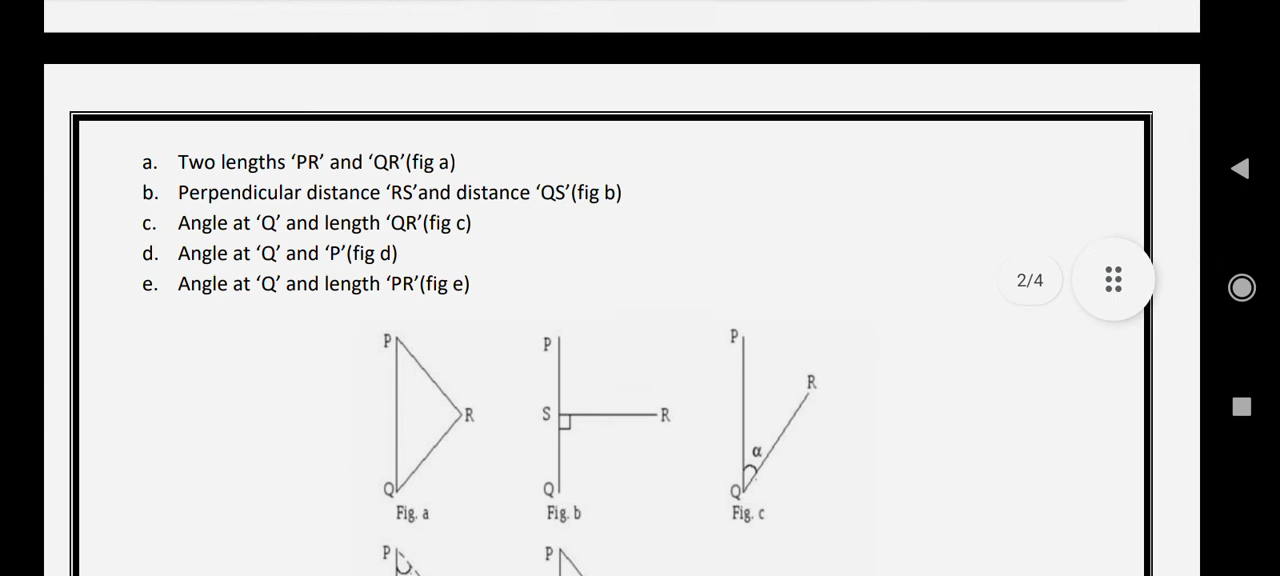 a. Two lengths ‘PR’ and ‘QR’(fig a)
b. Perpendicular distance ‘RS’and distance ‘QS’(fig b)
c. Angle at ‘Q’ and length ‘QR’(fig c)
d. Angle at ‘Q’ and ‘P’(fig d)
e. Angle at ‘Q’ and length ‘PR’(fig e)
2/4
P
R
Q
Fig. a
P
S
R
Q
Fig. b
P
R
α
Q
Fig. c
P
P